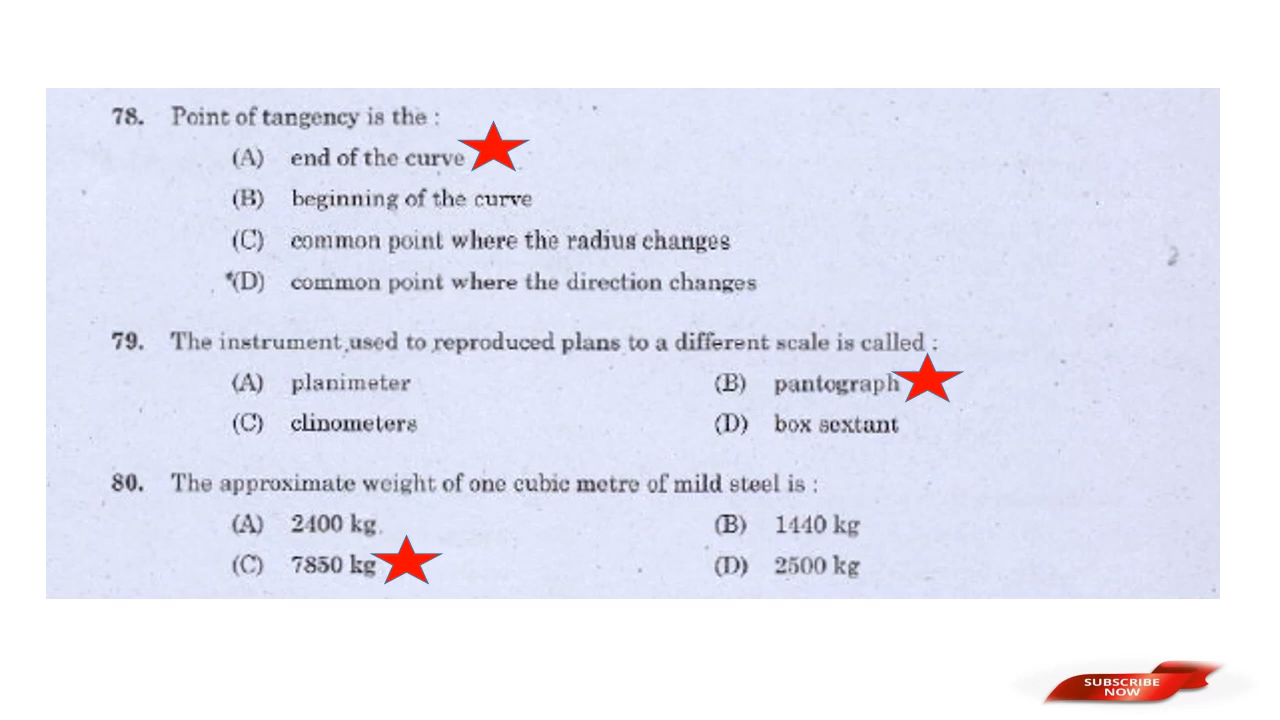 78. Point of tangency is the :
(A) end of the curve
(B) beginning of the curve
(C) common point where the radius changes
*(D) common point where the direction changes
2
79. The instrument used to reproduced plans to a different scale is called :
(A) planimeter (B) pantograph
(C) clinometers (D) box sextant
80. The approximate weight of one cubic metre of mild steel is :
(A) 2400 kg. (B) 1440 kg
(C) 7850 kg (D) 2500 kg
SUBSCRIBE
NOW